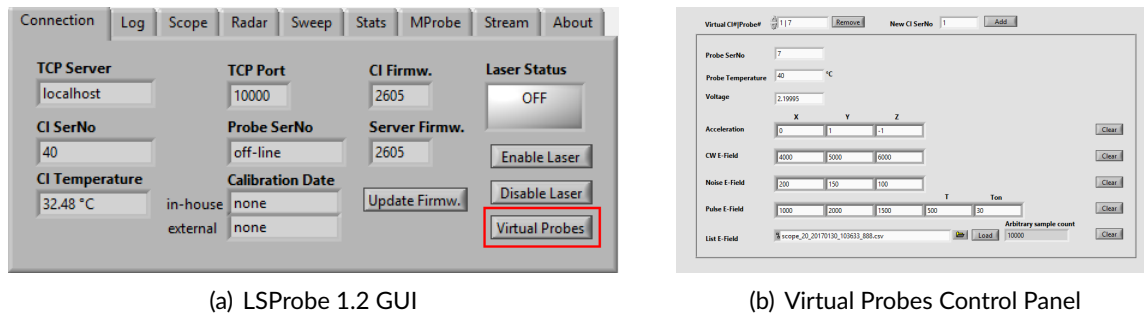 Connection Log Scope Radar Sweep Stats MProbe Stream About
TCP Server TCP Port CI Firmw. Laser Status
localhost 10000 2605 OFF
CI SerNo Probe SerNo Server Firmw.
40 off-line 2605 Enable Laser
CI Temperature Calibration Date
32.48 °C in-house none Update Firmw. Disable Laser
external none Virtual Probes
(a) LSProbe 1.2 GUI
Virtual CI#|Probe# 1|7 Remove New CI SerNo 1 Add
Probe SerNo 7
Probe Temperature 40 °C
Voltage 2.19995
X Y Z
Acceleration 0 1 -1 Clear
CW E-Field 4000 5000 6000 Clear
Noise E-Field 200 150 100 Clear
T Ton
Pulse E-Field 1000 2000 1500 500 30 Clear
Arbitrary sample count
List E-Field scope_20_20170130_103633_888.csv Load 10000 Clear
(b) Virtual Probes Control Panel